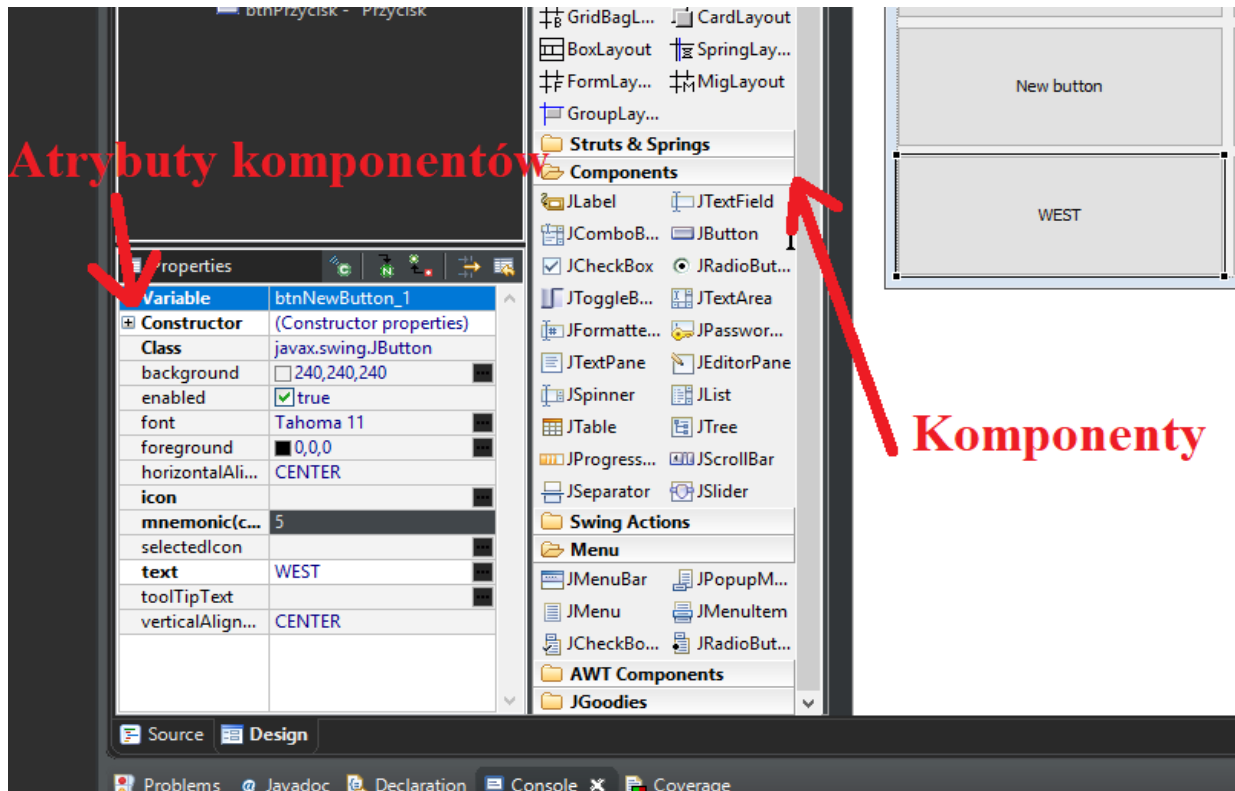 btnPrzycisk - "Przycisk"
GridBagL... CardLayout
BoxLayout SpringLay...
FormLay... MigLayout
GroupLay...
Struts & Springs
Components
JLabel JTextField
JComboB... JButton
JCheckBox JRadioBut...
JToggleB... JTextArea
JFormatte... JPasswor...
JTextPane JEditorPane
JSpinner JList
JTable JTree
JProgress... JScrollBar
JSeparator JSlider
Swing Actions
Menu
JMenuBar JPopupM...
JMenu JMenuItem
JCheckBo... JRadioBut...
AWT Components
JGoodies
New button
WEST
Atrybuty komponentów
Komponenty
Properties
Variable btnNewButton_1
Constructor (Constructor properties)
Class javax.swing.JButton
background 240,240,240
enabled true
font Tahoma 11
foreground 0,0,0
horizontalAli... CENTER
icon
mnemonic(c... 5
selectedIcon
text WEST
toolTipText
verticalAlign... CENTER
Source Design
Problems @ Javadoc Declaration Console Coverage